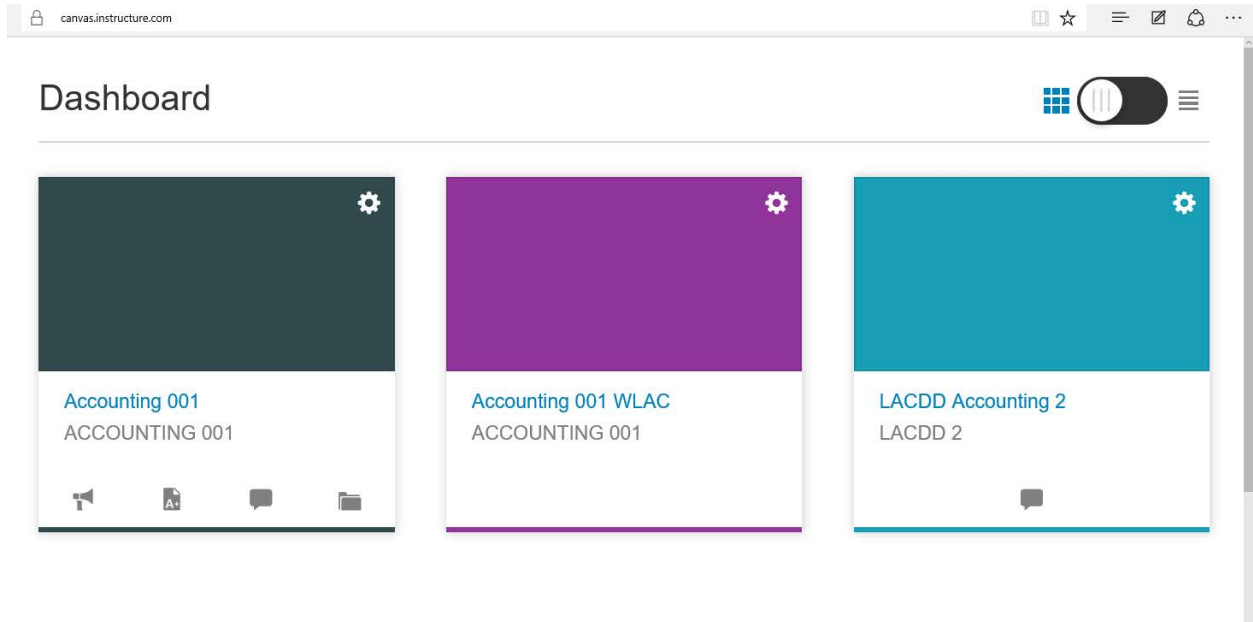 canvas.instructure.com
Dashboard
Accounting 001
ACCOUNTING 001
A+
Accounting 001 WLAC
ACCOUNTING 001
LACDD Accounting 2
LACDD 2